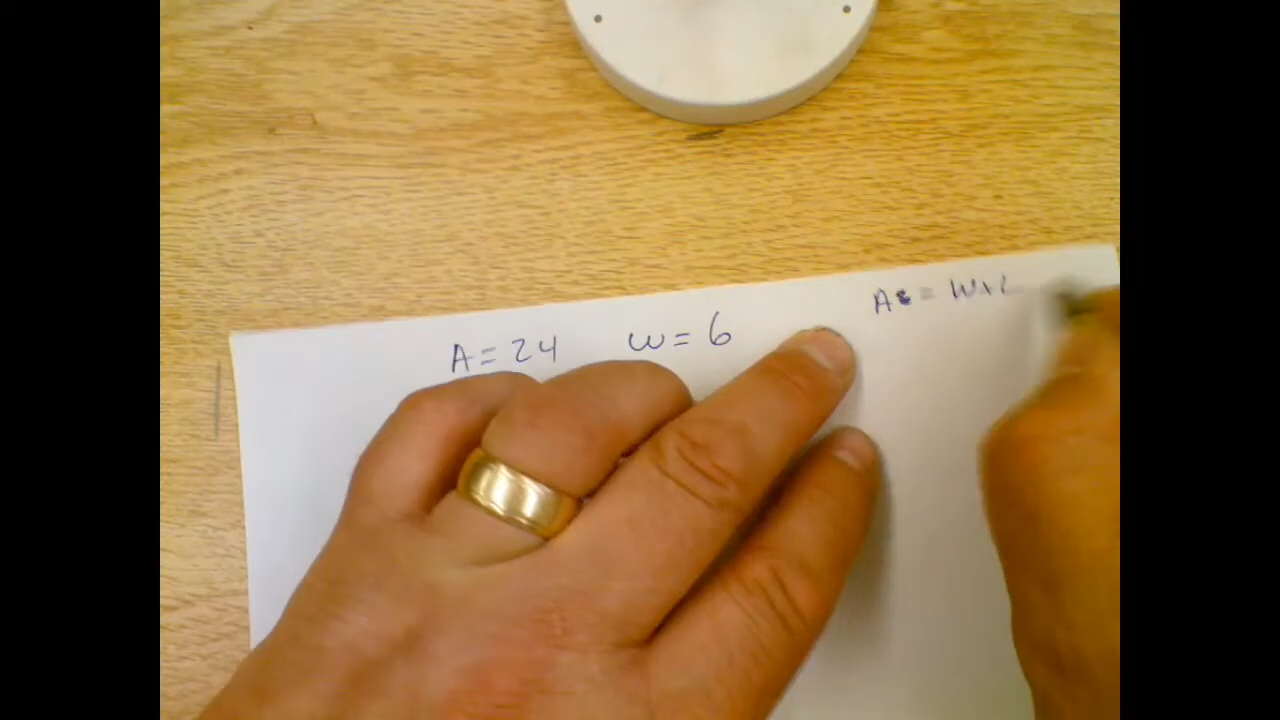 A = 24 w = 6
A = W x L